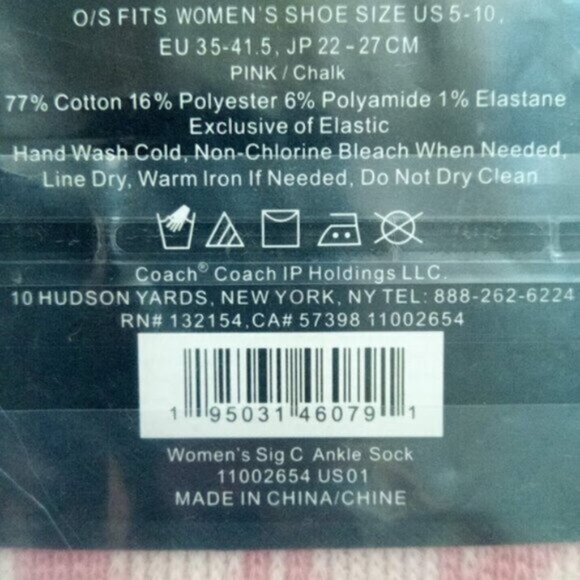 O/S FITS WOMEN'S SHOE SIZE US 5-10,
EU 35-41.5, JP 22-27CM
PINK / Chalk
77% Cotton 16% Polyester 6% Polyamide 1% Elastane
Exclusive of Elastic
Hand Wash Cold, Non-Chlorine Bleach When Needed,
Line Dry, Warm Iron If Needed, Do Not Dry Clean
Coach® Coach IP Holdings LLC.
10 HUDSON YARDS, NEW YORK, NY TEL: 888-262-6224
RN# 132154,CA# 57398 11002654
1 95031 46079 1
Women's Sig C Ankle Sock
11002654 US01
MADE IN CHINA/CHINE